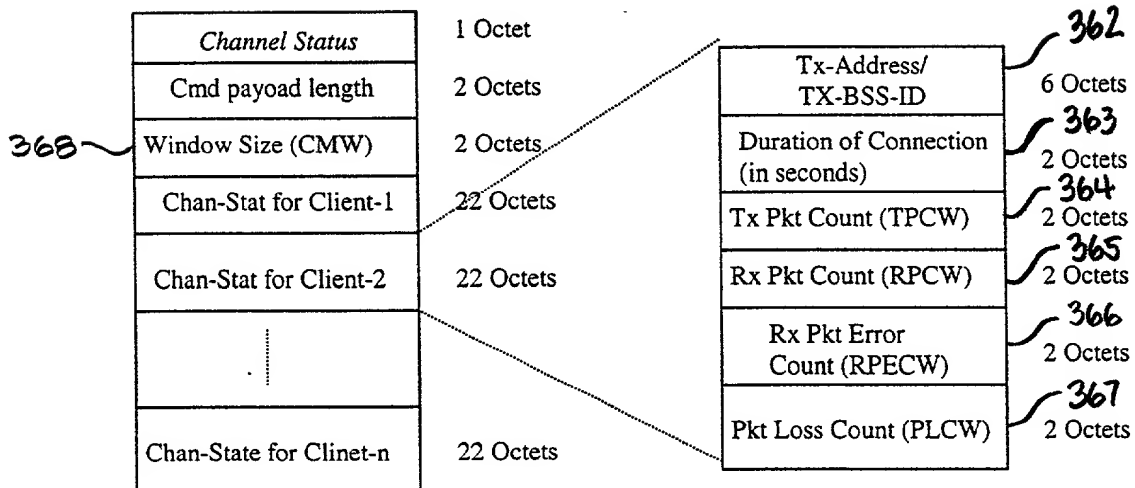 Channel Status
1 Octet
Cmd payoad length
2 Octets
368
Window Size (CMW)
2 Octets
Chan-Stat for Client-1
22 Octets
Chan-Stat for Client-2
22 Octets
Chan-State for Clinet-n
22 Octets
362
Tx-Address/
TX-BSS-ID
6 Octets
363
Duration of Connection
(in seconds)
2 Octets
364
Tx Pkt Count (TPCW)
2 Octets
365
Rx Pkt Count (RPCW)
2 Octets
366
Rx Pkt Error
Count (RPECW)
2 Octets
367
Pkt Loss Count (PLCW)
2 Octets